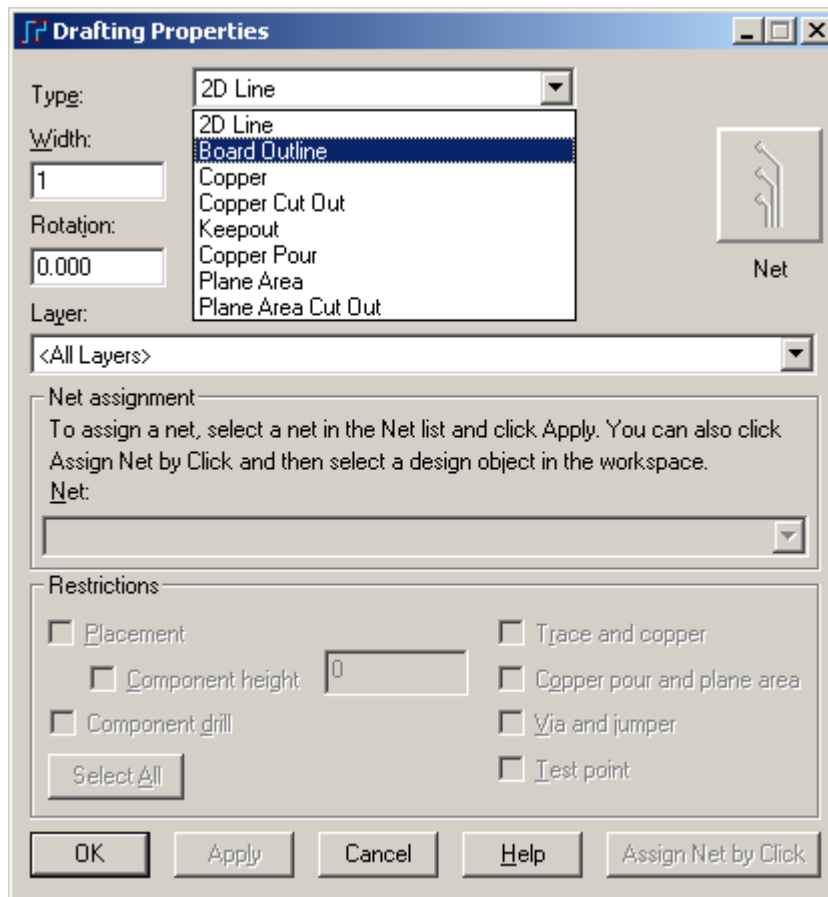 Drafting Properties
Type:
2D Line
2D Line
Board Outline
Copper
Copper Cut Out
Keepout
Copper Pour
Plane Area
Plane Area Cut Out
Width:
1
Rotation:
0.000
Net
Layer:
<All Layers>
Net assignment
To assign a net, select a net in the Net list and click Apply. You can also click
Assign Net by Click and then select a design object in the workspace.
Net:
Restrictions
Placement
Component height
0
Component drill
Select All
Trace and copper
Copper pour and plane area
Via and jumper
Test point
OK
Apply
Cancel
Help
Assign Net by Click